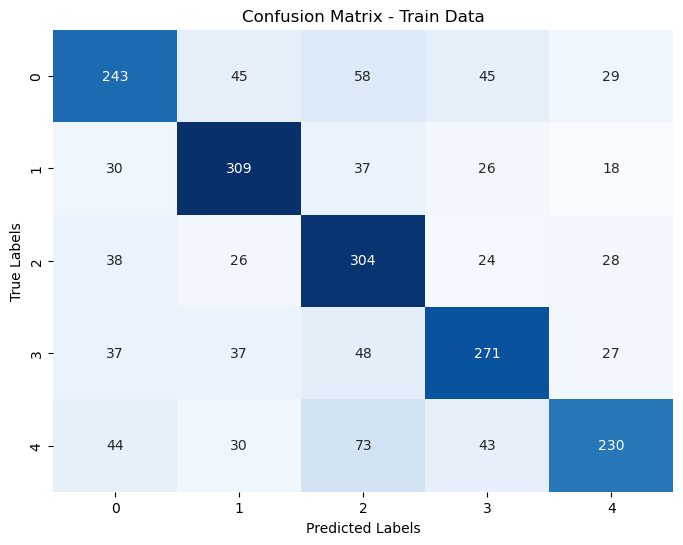 Confusion Matrix - Train Data
True Labels
0 243 45 58 45 29
1 30 309 37 26 18
2 38 26 304 24 28
3 37 37 48 271 27
4 44 30 73 43 230
0 1 2 3 4
Predicted Labels